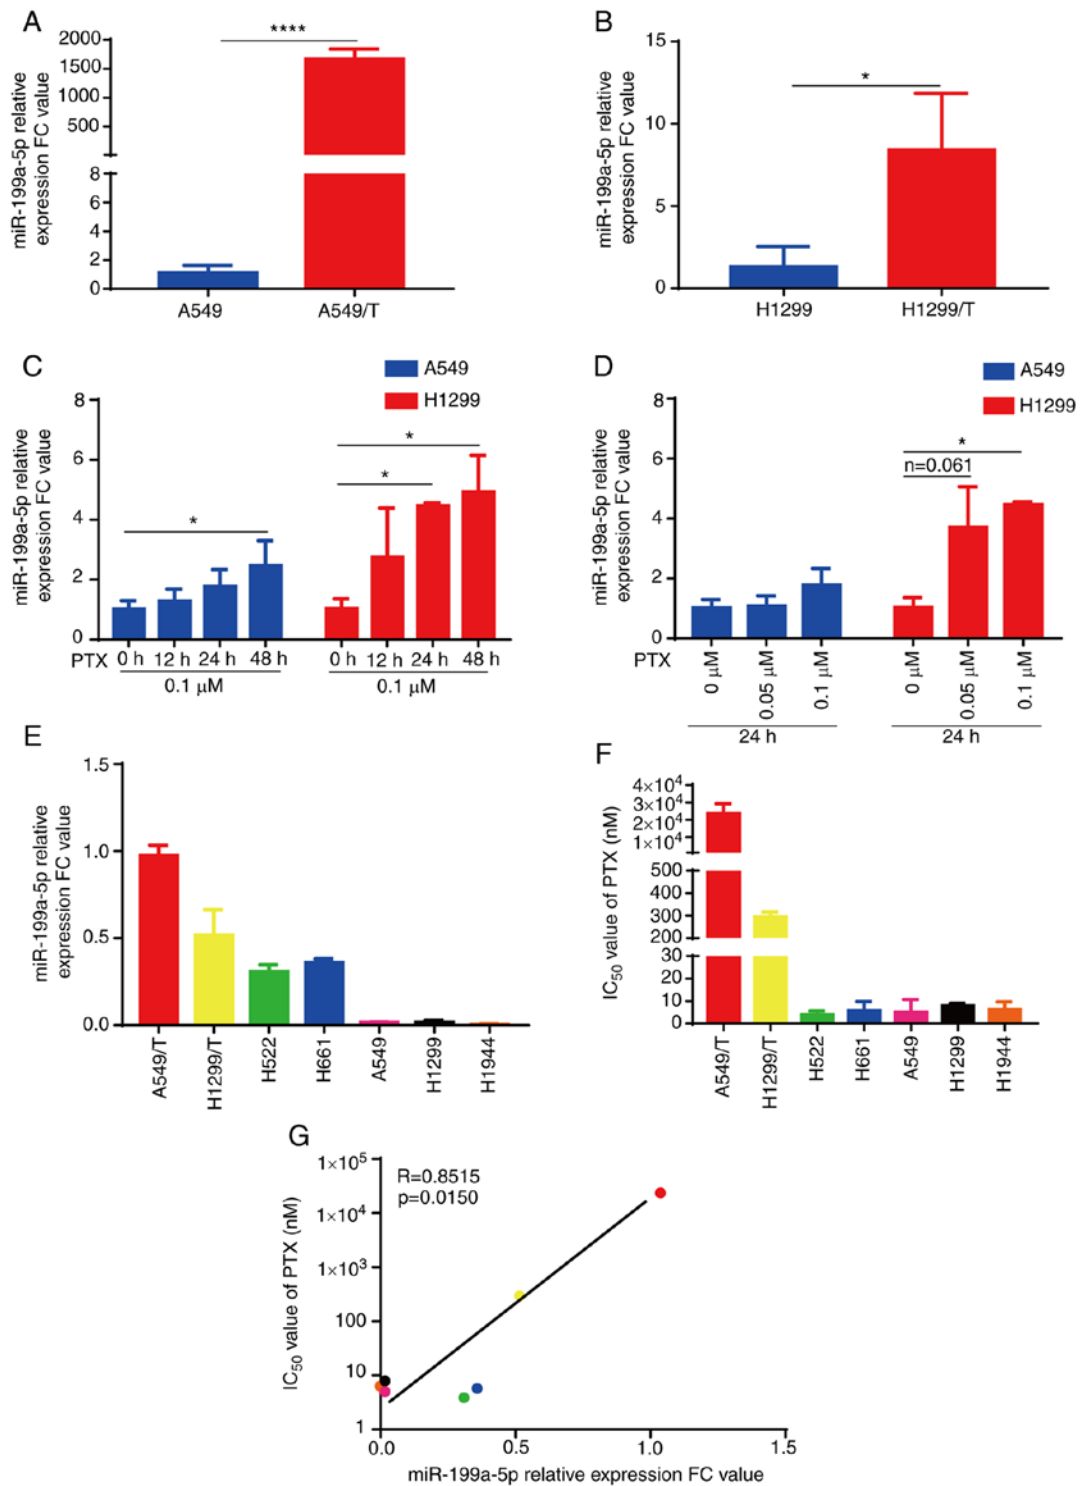 A
miR-199a-5p relative
expression FC value
2000
1500
1000
500
8
6
4
2
0
****
A549
A549/T
B
miR-199a-5p relative
expression FC value
15
10
5
0
*
H1299
H1299/T
C
A549
H1299
miR-199a-5p relative
expression FC value
8
6
4
2
0
*
*
*
PTX 0 h 12 h 24 h 48 h 0 h 12 h 24 h 48 h
0.1 µM 0.1 µM
D
A549
H1299
miR-199a-5p relative
expression FC value
8
6
4
2
0
*
n=0.061
PTX
0 µM 0.05 µM 0.1 µM 0 µM 0.05 µM 0.1 µM
24 h 24 h
E
miR-199a-5p relative
expression FC value
1.5
1.0
0.5
0.0
A549/T H1299/T H522 H661 A549 H1299 H1944
F
IC50 value of PTX (nM)
4×10⁴
3×10⁴
2×10⁴
1×10⁴
500
400
300
200
30
20
10
0
A549/T H1299/T H522 H661 A549 H1299 H1944
G
R=0.8515
p=0.0150
IC50 value of PTX (nM)
1×10⁵
1×10⁴
1×10³
100
10
1
0.0 0.5 1.0 1.5
miR-199a-5p relative expression FC value